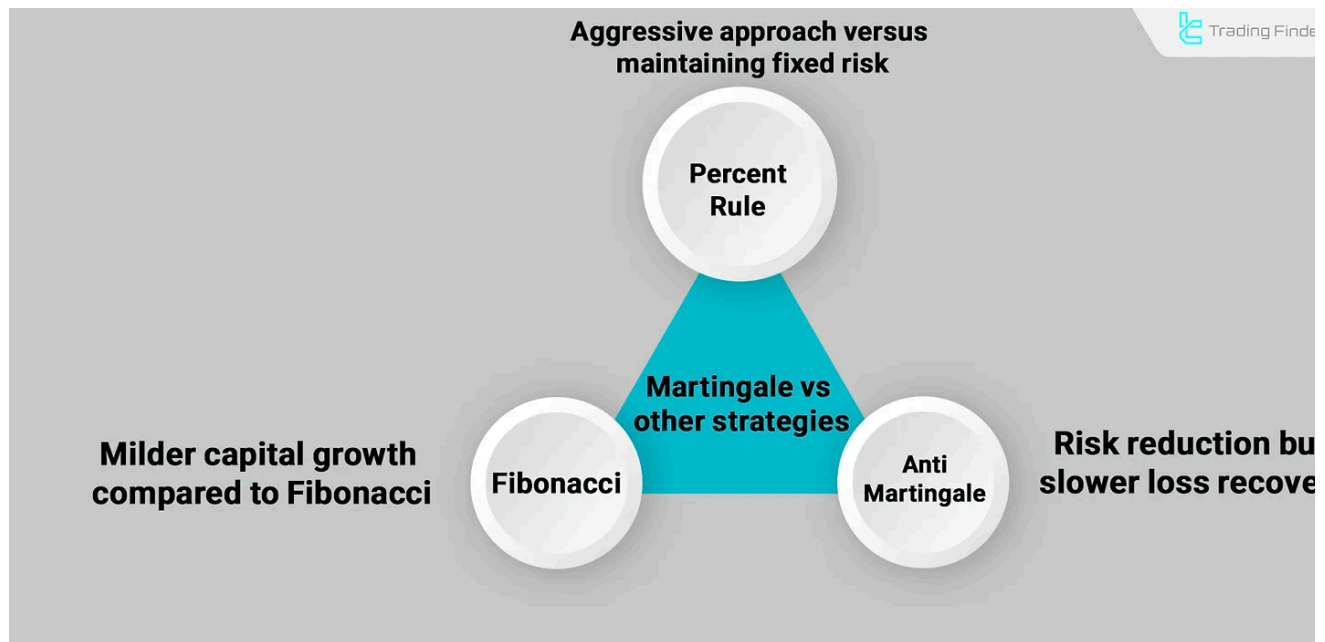 Aggressive approach versus
maintaining fixed risk
Trading Finde
Percent
Rule
Martingale vs
other strategies
Milder capital growth
compared to Fibonacci
Fibonacci
Anti
Martingale
Risk reduction bu
slower loss recove